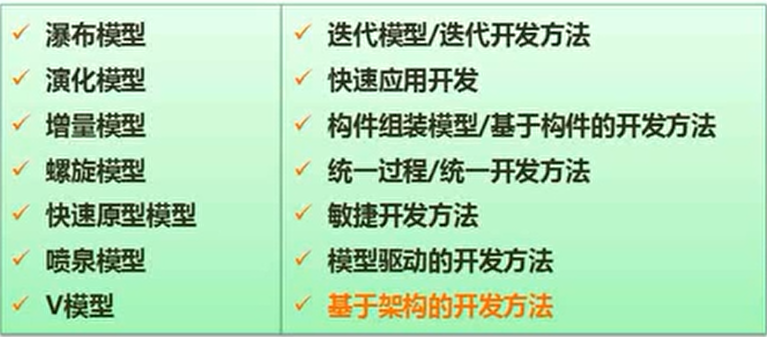 瀑布模型
演化模型
增量模型
螺旋模型
快速原型模型
喷泉模型
V模型
迭代模型/迭代开发方法
快速应用开发
构件组装模型/基于构件的开发方法
统一过程/统一开发方法
敏捷开发方法
模型驱动的开发方法
基于架构的开发方法